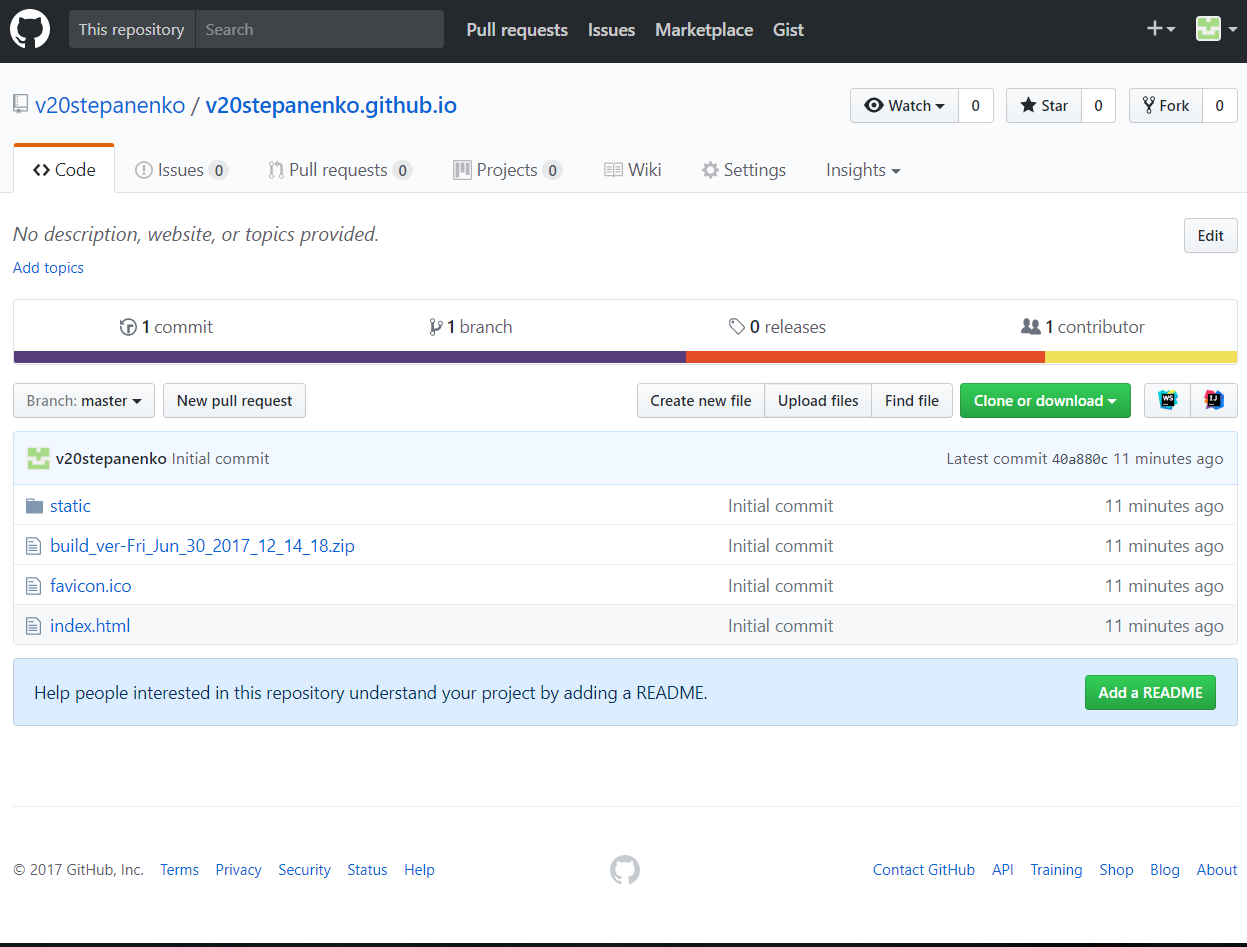 This repository Search Pull requests Issues Marketplace Gist
v20stepanenko / v20stepanenko.github.io Watch 0 Star 0 Fork 0
Code Issues 0 Pull requests 0 Projects 0 Wiki Settings Insights
No description, website, or topics provided. Edit
Add topics
1 commit 1 branch 0 releases 1 contributor
Branch: master New pull request Create new file Upload files Find file Clone or download WS IJ
v20stepanenko Initial commit Latest commit 40a880c 11 minutes ago
static Initial commit 11 minutes ago
build_ver-Fri_Jun_30_2017_12_14_18.zip Initial commit 11 minutes ago
favicon.ico Initial commit 11 minutes ago
index.html Initial commit 11 minutes ago
Help people interested in this repository understand your project by adding a README. Add a README
© 2017 GitHub, Inc. Terms Privacy Security Status Help Contact GitHub API Training Shop Blog About